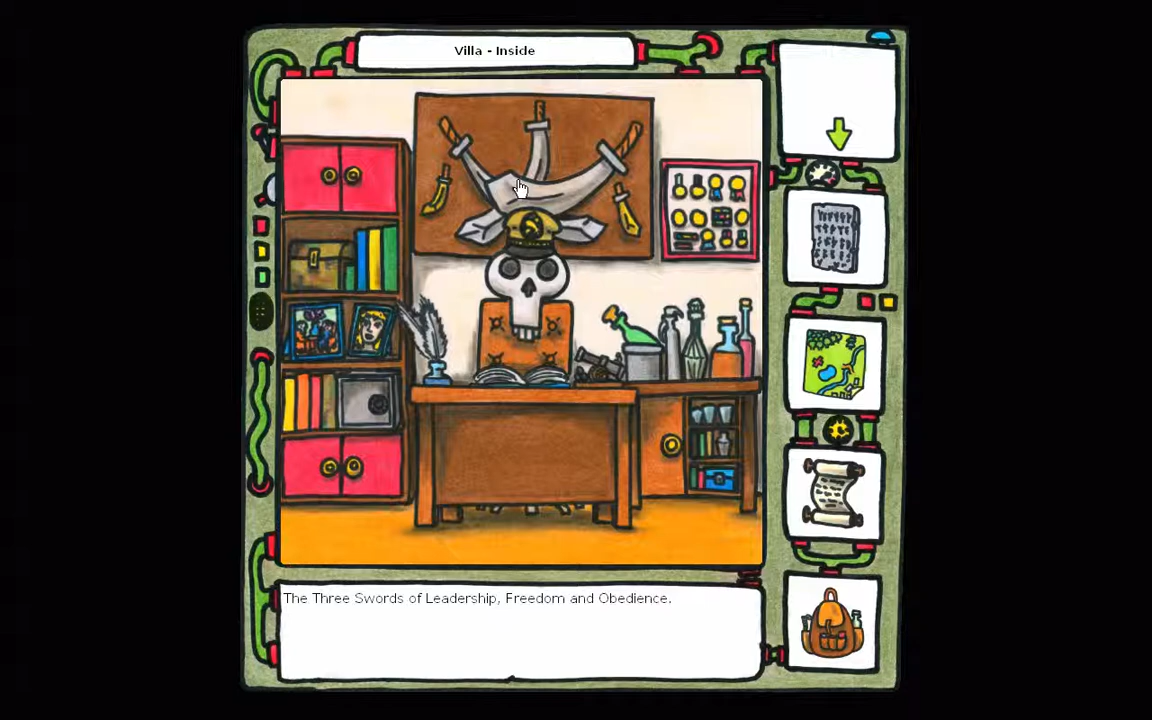 Villa - Inside
The Three Swords of Leadership, Freedom and Obedience.